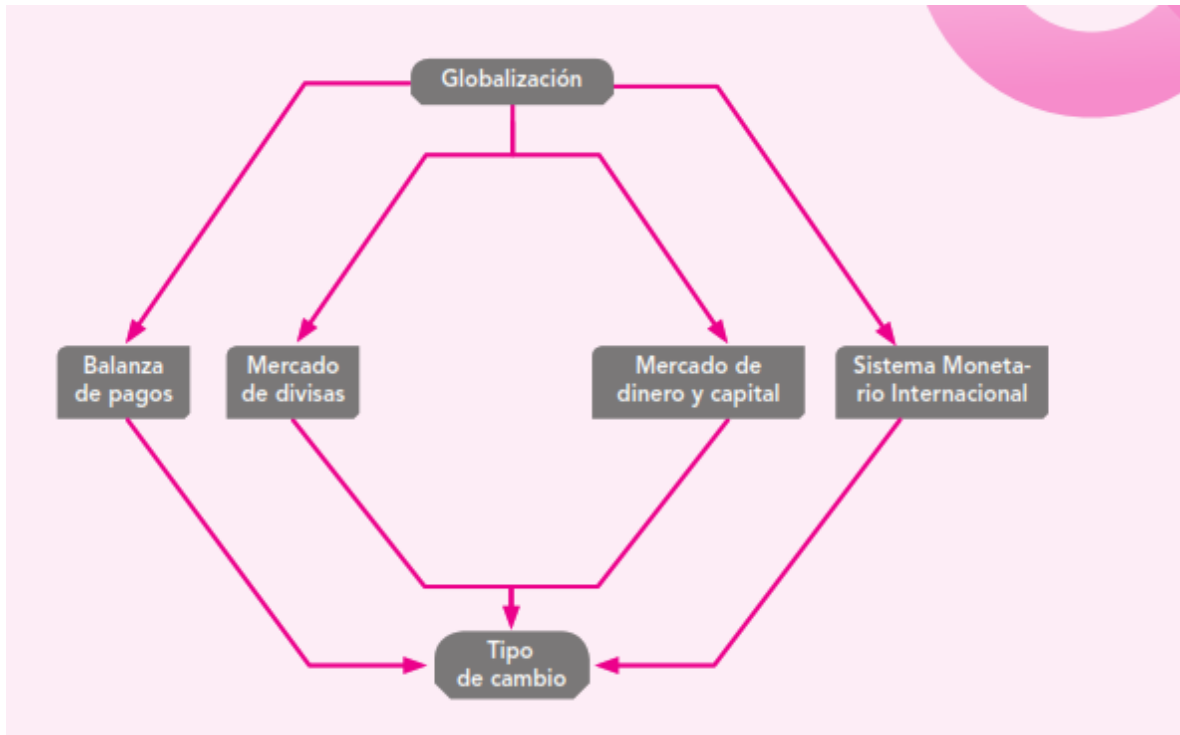 Globalización
Balanza
de pagos
Mercado
de divisas
Mercado de
dinero y capital
Sistema Moneta-
rio Internacional
Tipo
de cambio